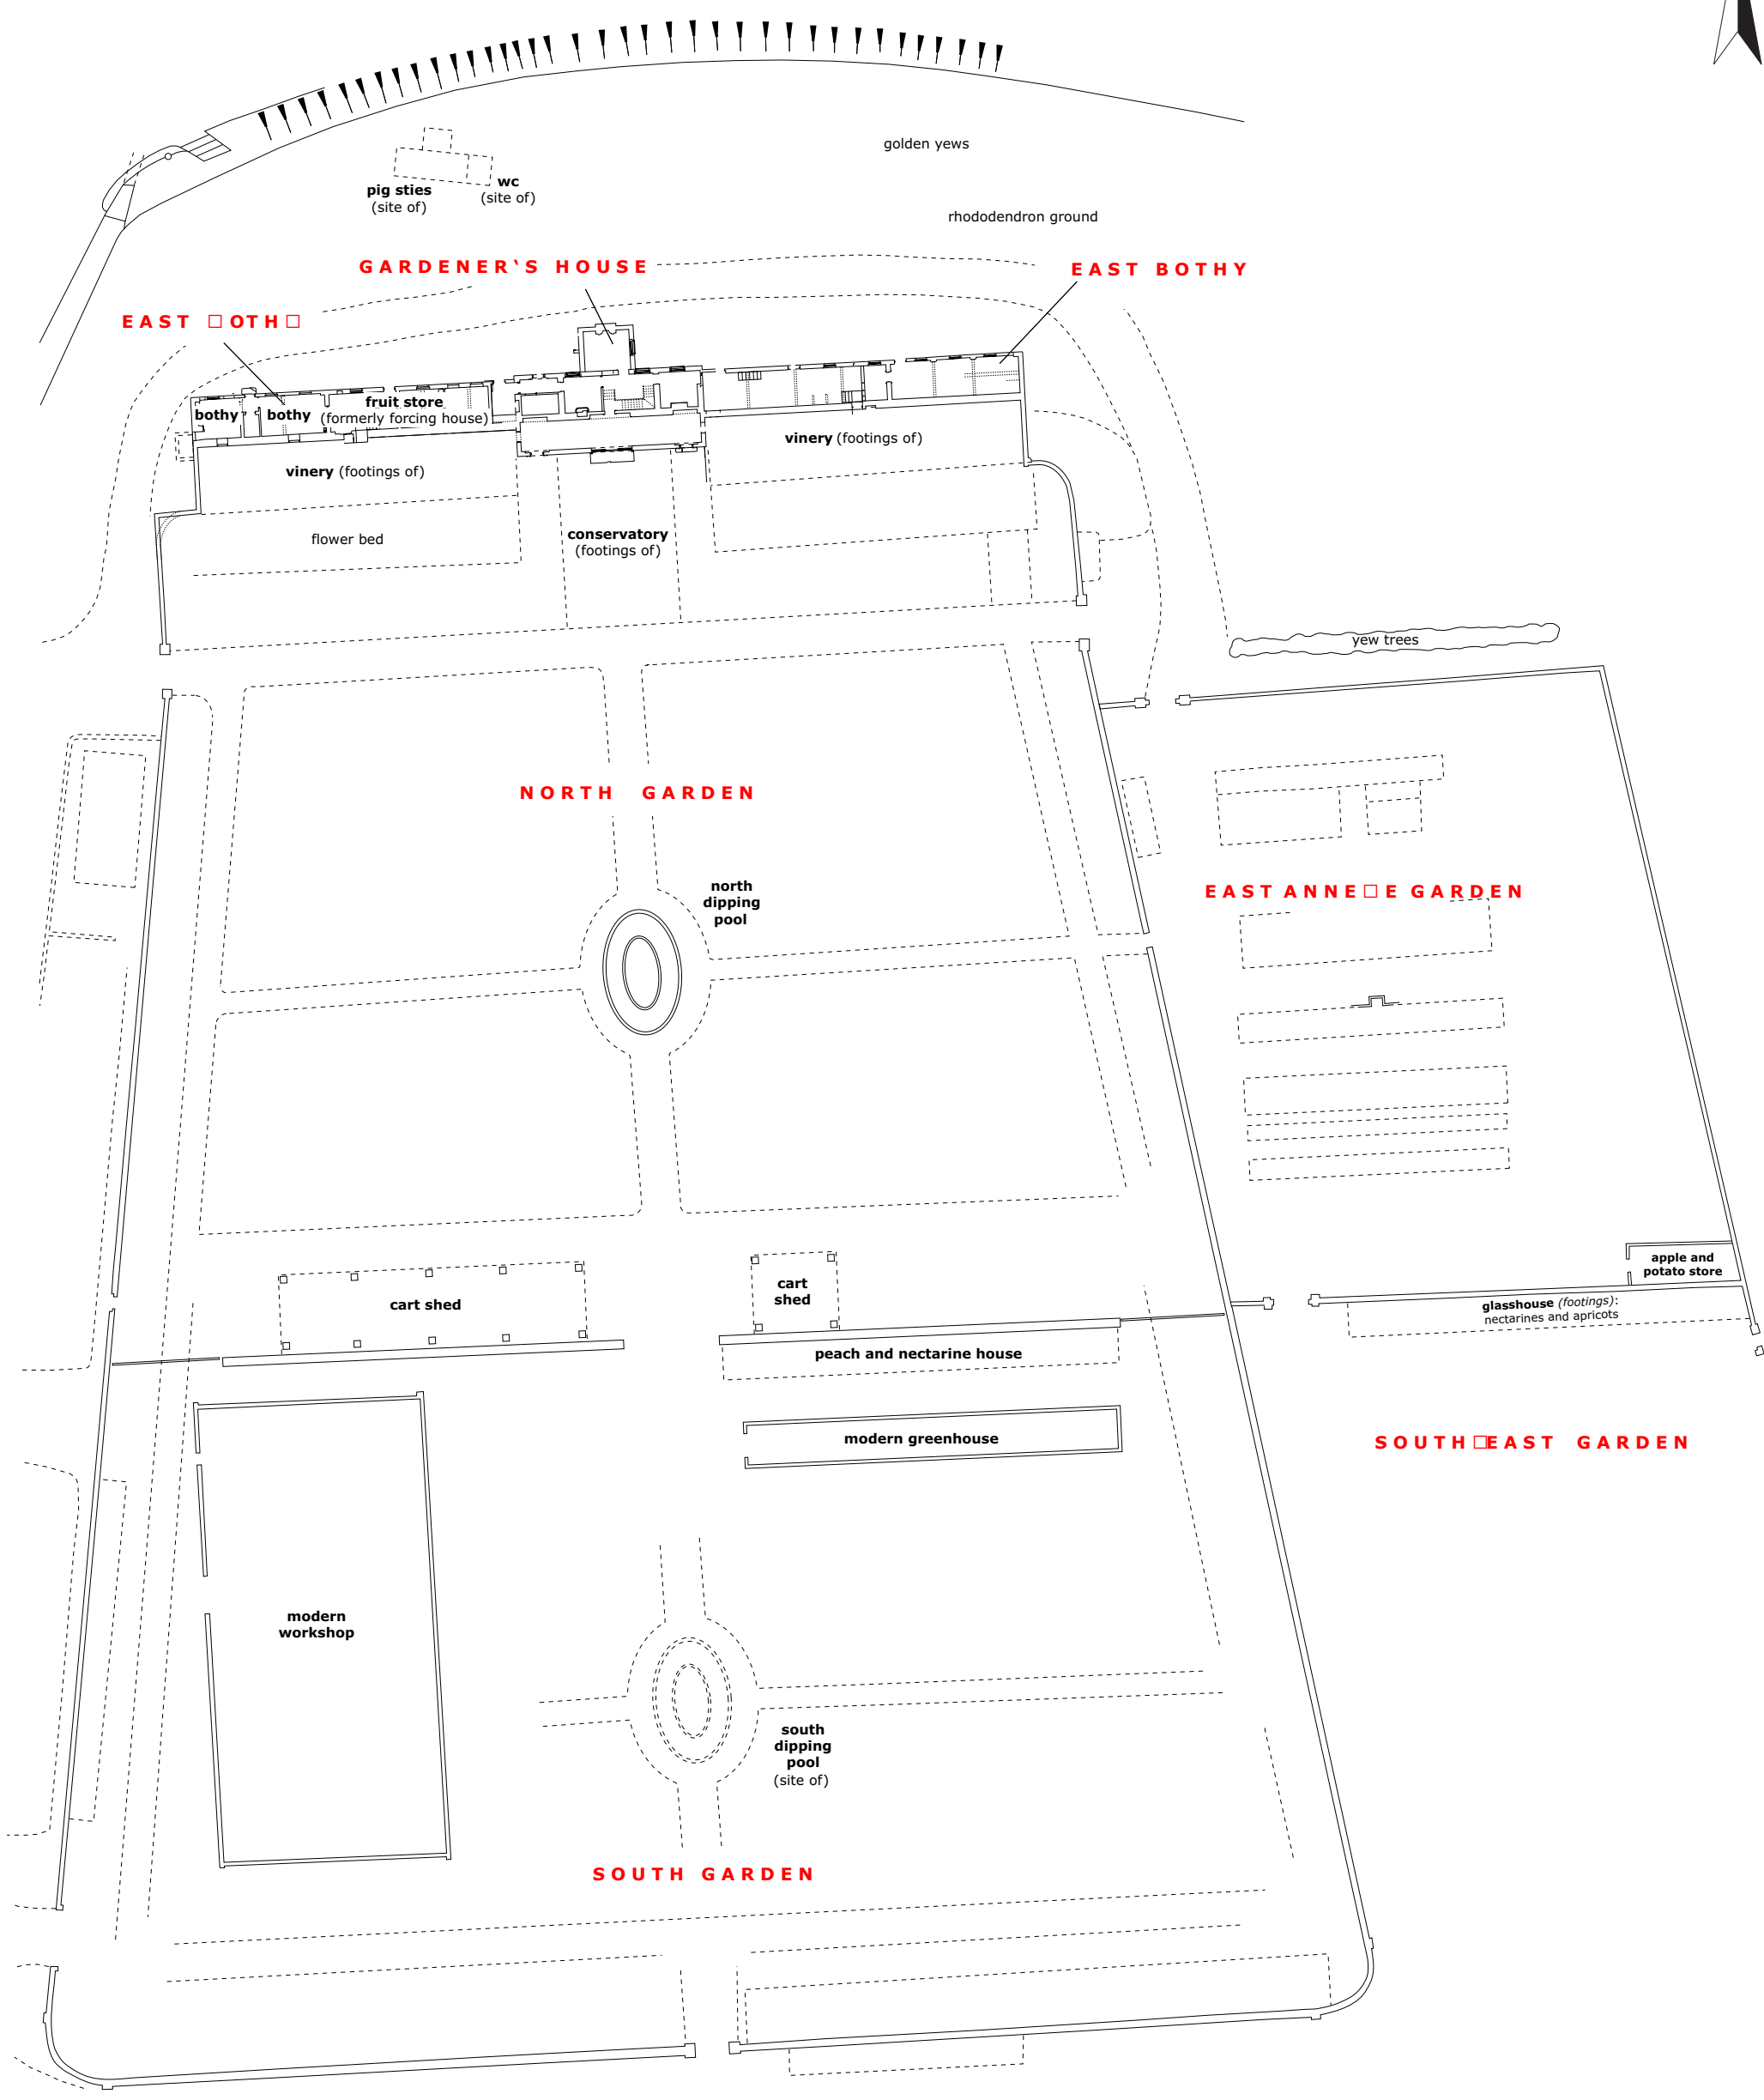 golden yews
wc
(site of)
pig sties
(site of)
rhododendron ground
GARDENER'S HOUSE
EAST BOTHY
EAST □OTH□
fruit store
(formerly forcing house)
bothy
bothy
vinery (footings of)
vinery (footings of)
flower bed
conservatory
(footings of)
yew trees
NORTH GARDEN
north
dipping
pool
EAST ANNE□E GARDEN
apple and
potato store
cart
shed
cart shed
glasshouse (footings):
nectarines and apricots
peach and nectarine house
modern greenhouse
SOUTH□EAST GARDEN
modern
workshop
south
dipping
pool
(site of)
SOUTH GARDEN